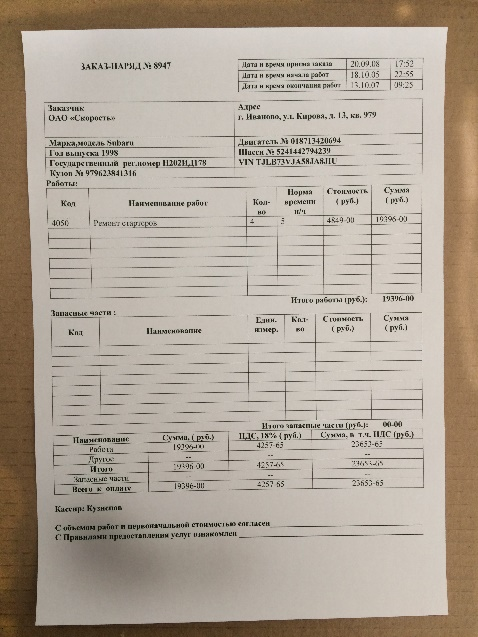 ЗАКАЗ-НАРЯД № 8947
Дата и время приема заказа 20.09.08 17:52
Дата и время начала работ 18.10.05 22:55
Дата и время окончания работ 13.10.07 09:25
Заказчик Адрес
ОАО «Скорость» г. Иваново, ул. Кирова, д. 13, кв. 979
Марка,модель Subaru Двигатель № 018713420694
Год выпуска 1998 Шасси № 5241442794239
Государственный рег.номер Н202ИД178 VIN TJLB73VJA58JA8JIU
Кузов № 979623841316
Работы:
Код Наименование работ Кол-во Норма времени н/ч Стоимость ( руб.) Сумма ( руб.)
4050 Ремонт стартеров 4 5 4849-00 19396-00
Итого работы (руб.): 19396-00
Запасные части :
Код Наименование Един. измер. Кол-во Стоимость ( руб.) Сумма ( руб.)
Итого запасные части (руб.): 00-00
Наименование Сумма, ( руб.) НДС, 18% ( руб.) Сумма, в т.ч. НДС (руб.)
Работа 19396-00 4257-65 23653-65
Другое -- -- --
Итого 19396-00 4257-65 23653-65
Запасные части -- --
Всего к оплате 19396-00 4257-65 23653-65
Кассир:
С объемом работ и первоначальной стоимостью согласен
С Правилами предоставления услуг ознакомлен